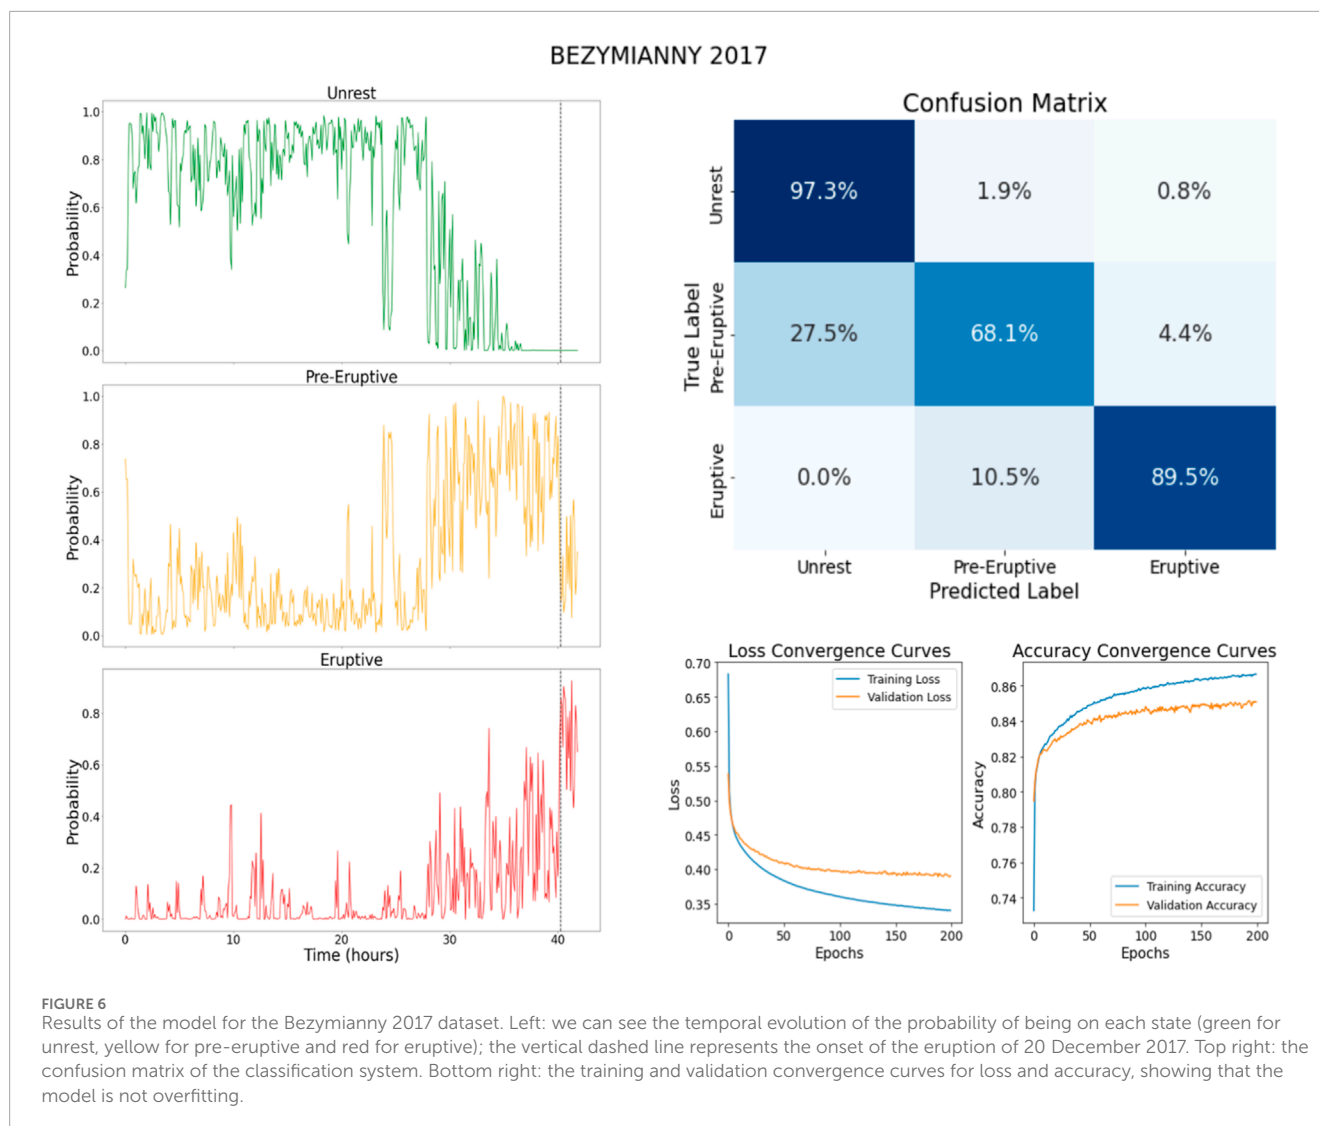 BEZYMIANNY 2017
Unrest
Probability
1.0
0.8
0.6
0.4
0.2
0.0
Pre-Eruptive
Probability
1.0
0.8
0.6
0.4
0.2
0.0
Eruptive
Probability
0.8
0.6
0.4
0.2
0.0
0 10 20 30 40
Time (hours)
Confusion Matrix
True Label
Unrest
97.3% 1.9% 0.8%
Pre-Eruptive
27.5% 68.1% 4.4%
Eruptive
0.0% 10.5% 89.5%
Unrest Pre-Eruptive Eruptive
Predicted Label
Loss Convergence Curves
Loss
0.70
0.65
0.60
0.55
0.50
0.45
0.40
0.35
Training Loss
Validation Loss
0 50 100 150 200
Epochs
Accuracy Convergence Curves
Accuracy
0.86
0.84
0.82
0.80
0.78
0.76
0.74
Training Accuracy
Validation Accuracy
0 50 100 150 200
Epochs
FIGURE 6
Results of the model for the Bezymianny 2017 dataset. Left: we can see the temporal evolution of the probability of being on each state (green for
unrest, yellow for pre-eruptive and red for eruptive); the vertical dashed line represents the onset of the eruption of 20 December 2017. Top right: the
confusion matrix of the classification system. Bottom right: the training and validation convergence curves for loss and accuracy, showing that the
model is not overfitting.